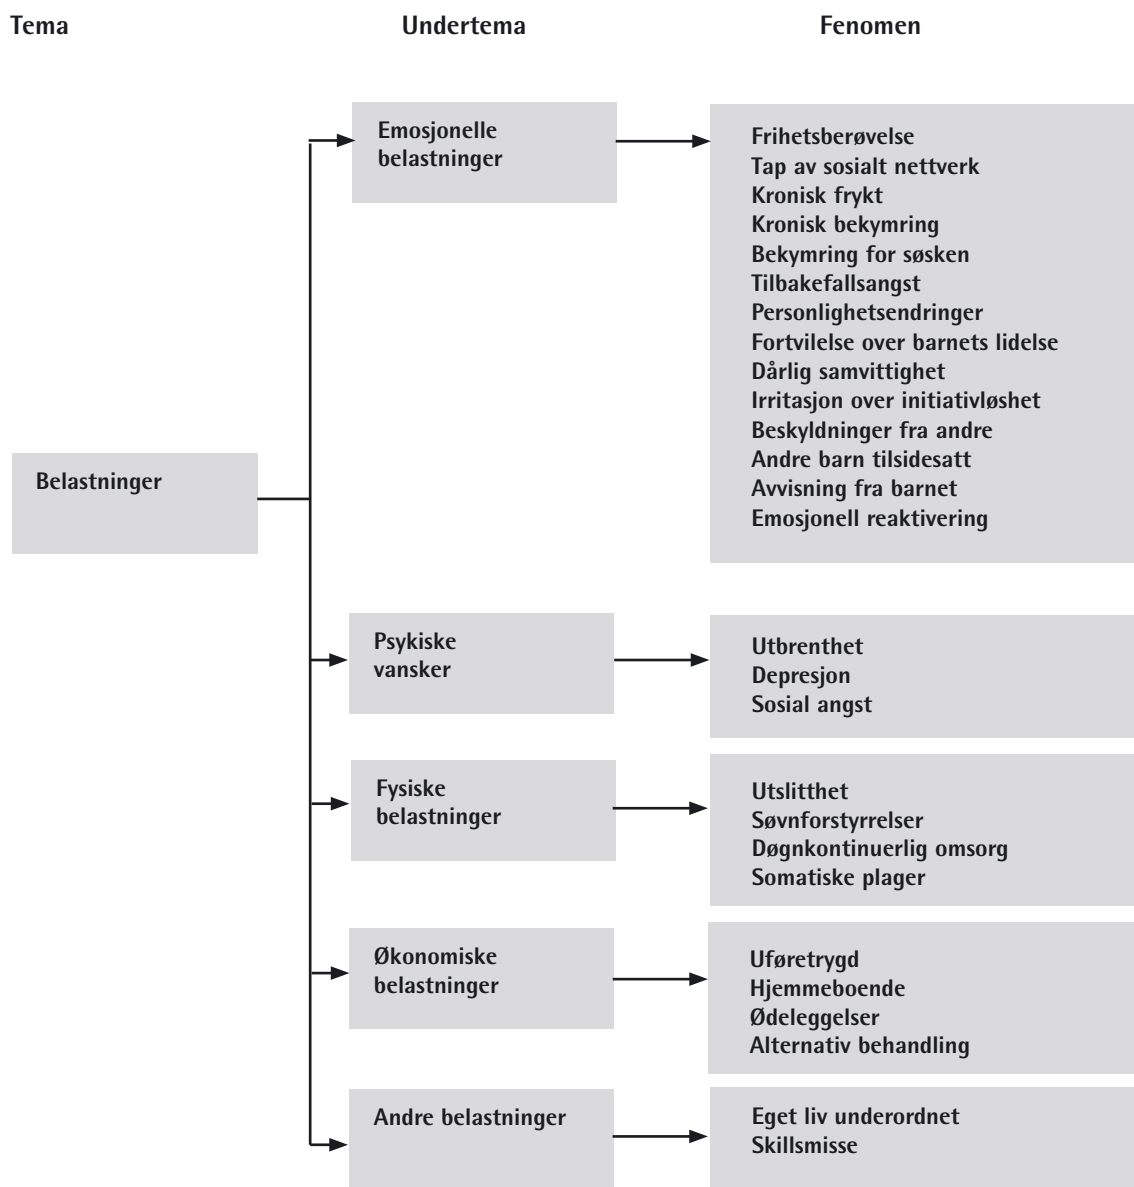 Tema
Undertema
Fenomen
Emosjonelle
belastninger
Frihetsberøvelse
Tap av sosialt nettverk
Kronisk frykt
Kronisk bekymring
Bekymring for søsken
Tilbakefallsangst
Personlighetsendringer
Fortvilelse over barnets lidelse
Dårlig samvittighet
Irritasjon over initiativløshet
Beskyldninger fra andre
Andre barn tilsidesatt
Avvisning fra barnet
Emosjonell reaktivering
Belastninger
Psykiske
vansker
Utbrenthet
Depresjon
Sosial angst
Fysiske
belastninger
Utslitthet
Søvnforstyrrelser
Døgnkontinuerlig omsorg
Somatiske plager
Økonomiske
belastninger
Uføretrygd
Hjemmeboende
Ødeleggelser
Alternativ behandling
Andre belastninger
Eget liv underordnet
Skillsmisse